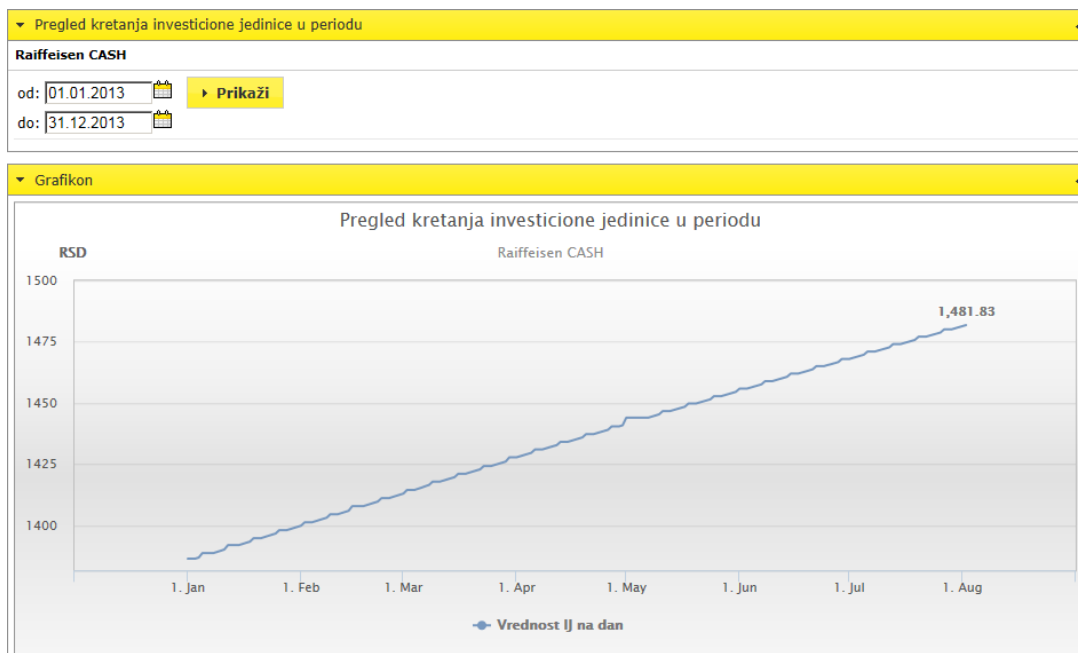 Pregled kretanja investicione jedinice u periodu
Raiffeisen CASH
od: 01.01.2013
Prikaži
do: 31.12.2013
Grafikon
Pregled kretanja investicione jedinice u periodu
RSD
Raiffeisen CASH
1500
1,481.83
1475
1450
1425
1400
1. Jan 1. Feb 1. Mar 1. Apr 1. May 1. Jun 1. Jul 1. Aug
Vrednost IJ na dan